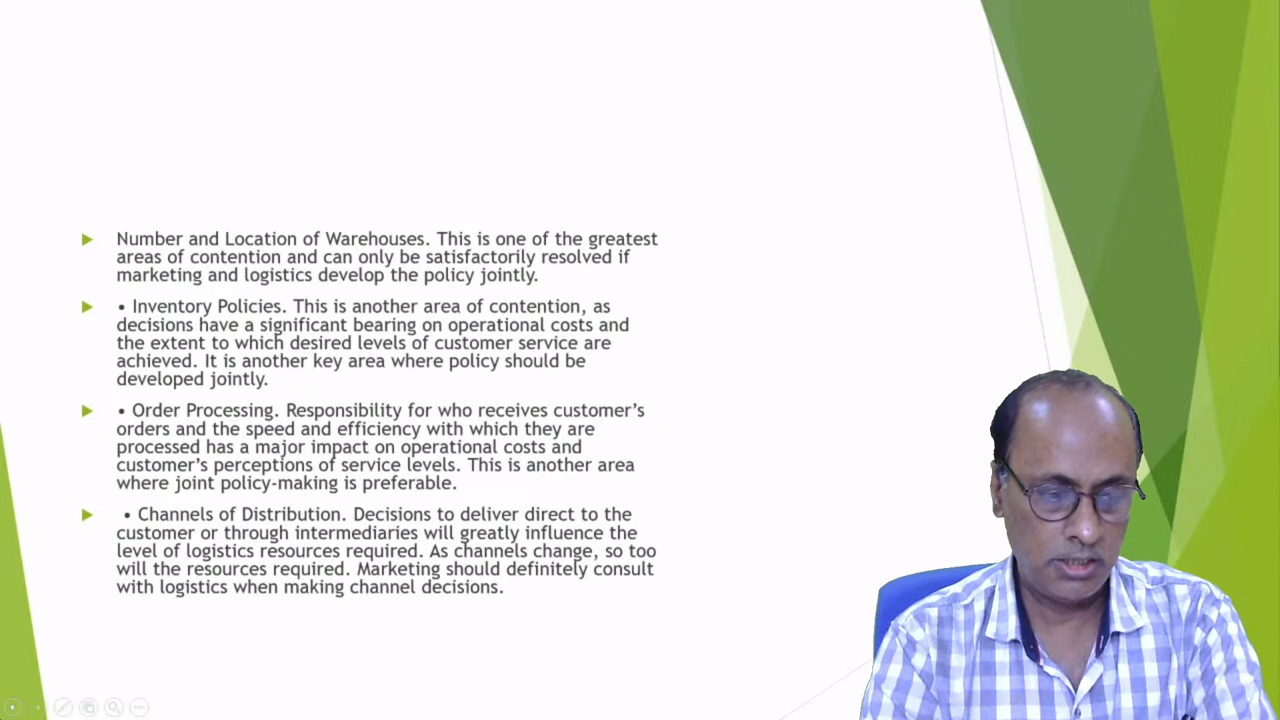 Number and Location of Warehouses. This is one of the greatest
areas of contention and can only be satisfactorily resolved if
marketing and logistics develop the policy jointly.
• Inventory Policies. This is another area of contention, as
decisions have a significant bearing on operational costs and
the extent to which desired levels of customer service are
achieved. It is another key area where policy should be
developed jointly.
• Order Processing. Responsibility for who receives customer’s
orders and the speed and efficiency with which they are
processed has a major impact on operational costs and
customer’s perceptions of service levels. This is another area
where joint policy-making is preferable.
• Channels of Distribution. Decisions to deliver direct to the
customer or through intermediaries will greatly influence the
level of logistics resources required. As channels change, so too
will the resources required. Marketing should definitely consult
with logistics when making channel decisions.